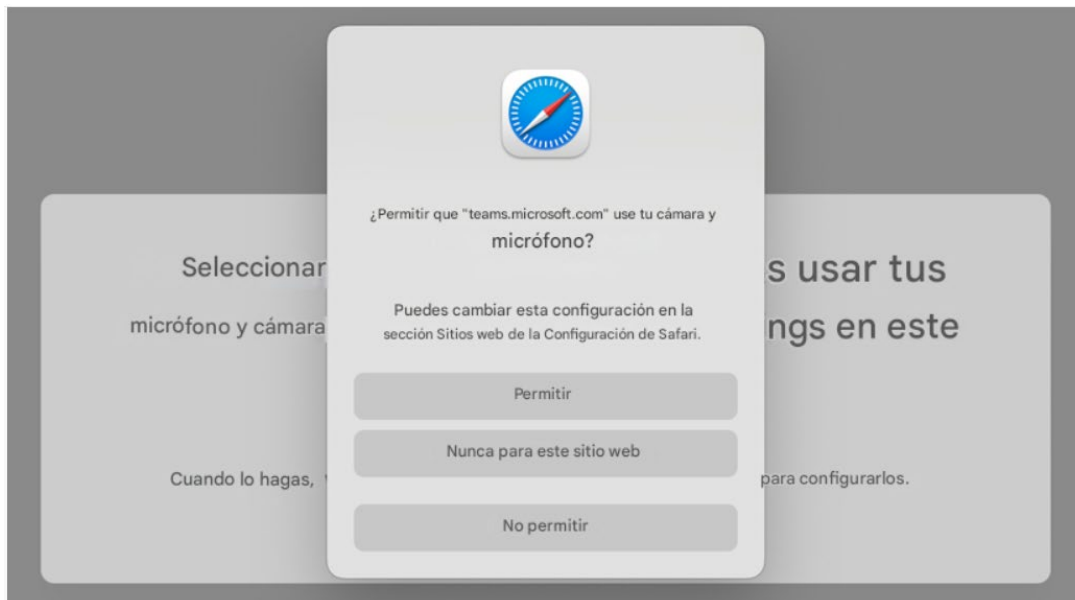 ¿Permitir que "teams.microsoft.com" use tu cámara y
micrófono?
Puedes cambiar esta configuración en la
sección Sitios web de la Configuración de Safari.
Permitir
Nunca para este sitio web
No permitir
Seleccionar s usar tus
micrófono y cámara ngs en este
Cuando lo hagas, para configurarlos.